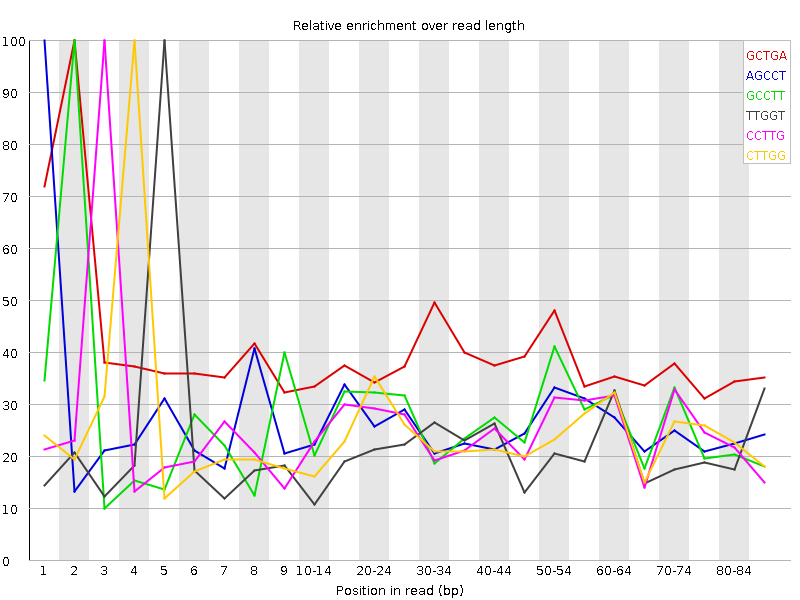 Relative enrichment over read length
100
90
80
70
60
50
40
30
20
10
0
GCTGA
AGCCT
GCCTT
TTGGT
CCTTG
CTTGG
1 2 3 4 5 6 7 8 9 10-14 20-24 30-34 40-44 50-54 60-64 70-74 80-84
Position in read (bp)